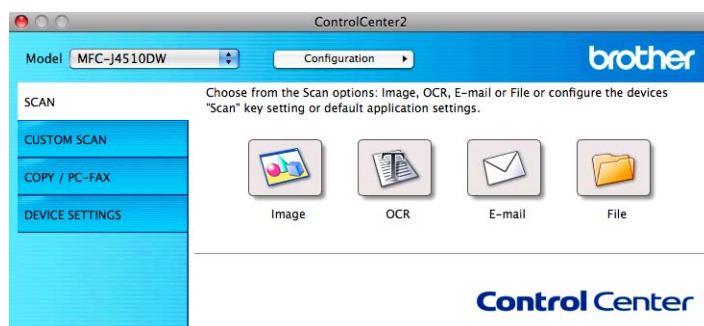 ControlCenter2
Model MFC-J4510DW Configuration brother
SCAN
CUSTOM SCAN
COPY / PC-FAX
DEVICE SETTINGS
Choose from the Scan options: Image, OCR, E-mail or File or configure the devices
"Scan" key setting or default application settings.
T
Image OCR E-mail File
Control Center